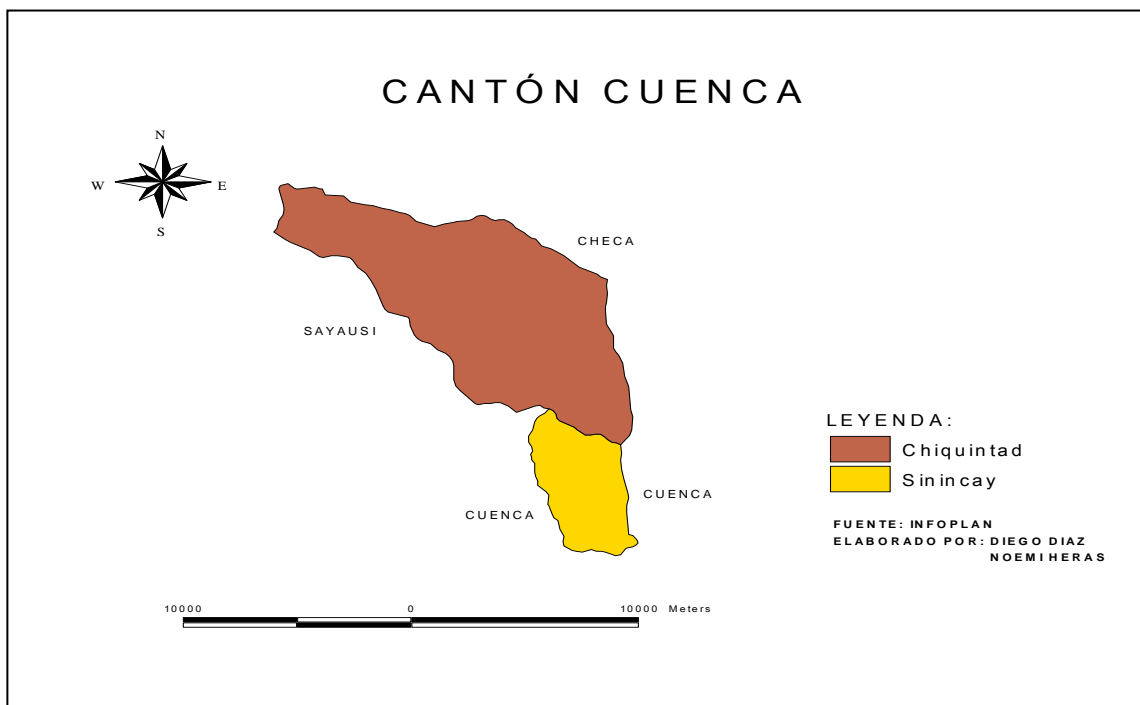 CANTÓN CUENCA
N
W E
S
CHECA
SAYAUSI
LEYENDA:
Chiquintad
Sinincay
CUENCA
CUENCA
FUENTE: INFOPLAN
ELABORADO POR: DIEGO DIAZ
NOEMI HERAS
10000 0 10000 Meters